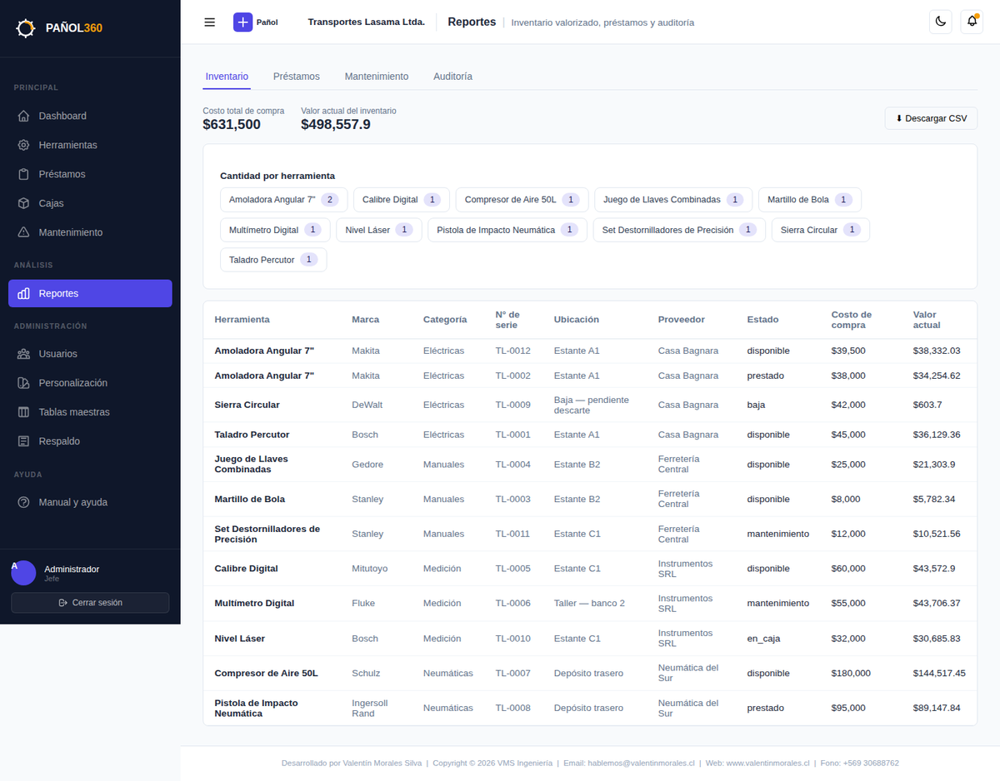 PAÑOL360
PRINCIPAL
Dashboard
Herramientas
Préstamos
Cajas
Mantenimiento
ANÁLISIS
Reportes
ADMINISTRACIÓN
Usuarios
Personalización
Tablas maestras
Respaldo
AYUDA
Manual y ayuda
A
Administrador
Jefe
Cerrar sesión
Pañol Transportes Lasama Ltda. Reportes | Inventario valorizado, préstamos y auditoría
Inventario Préstamos Mantenimiento Auditoría
Costo total de compra Valor actual del inventario
$631,500 $498,557.9
⬇ Descargar CSV
Cantidad por herramienta
Amoladora Angular 7" 2 Calibre Digital 1 Compresor de Aire 50L 1 Juego de Llaves Combinadas 1 Martillo de Bola 1
Multímetro Digital 1 Nivel Láser 1 Pistola de Impacto Neumática 1 Set Destornilladores de Precisión 1 Sierra Circular 1
Taladro Percutor 1
Herramienta Marca Categoría N° de serie Ubicación Proveedor Estado Costo de compra Valor actual
Amoladora Angular 7" Makita Eléctricas TL-0012 Estante A1 Casa Bagnara disponible $39,500 $38,332.03
Amoladora Angular 7" Makita Eléctricas TL-0002 Estante A1 Casa Bagnara prestado $38,000 $34,254.62
Sierra Circular DeWalt Eléctricas TL-0009 Baja — pendiente descarte Casa Bagnara baja $42,000 $603.7
Taladro Percutor Bosch Eléctricas TL-0001 Estante A1 Casa Bagnara disponible $45,000 $36,129.36
Juego de Llaves Combinadas Gedore Manuales TL-0004 Estante B2 Ferretería Central disponible $25,000 $21,303.9
Martillo de Bola Stanley Manuales TL-0003 Estante B2 Ferretería Central disponible $8,000 $5,782.34
Set Destornilladores de Precisión Stanley Manuales TL-0011 Estante C1 Ferretería Central mantenimiento $12,000 $10,521.56
Calibre Digital Mitutoyo Medición TL-0005 Estante C1 Instrumentos SRL disponible $60,000 $43,572.9
Multímetro Digital Fluke Medición TL-0006 Taller — banco 2 Instrumentos SRL mantenimiento $55,000 $43,706.37
Nivel Láser Bosch Medición TL-0010 Estante C1 Instrumentos SRL en_caja $32,000 $30,685.83
Compresor de Aire 50L Schulz Neumáticas TL-0007 Depósito trasero Neumática del Sur disponible $180,000 $144,517.45
Pistola de Impacto Neumática Ingersoll Rand Neumáticas TL-0008 Depósito trasero Neumática del Sur prestado $95,000 $89,147.84
Desarrollado por Valentín Morales Silva | Copyright © 2026 VMS Ingeniería | Email: hablemos@valentinmorales.cl | Web: www.valentinmorales.cl | Fono: +569 30688762